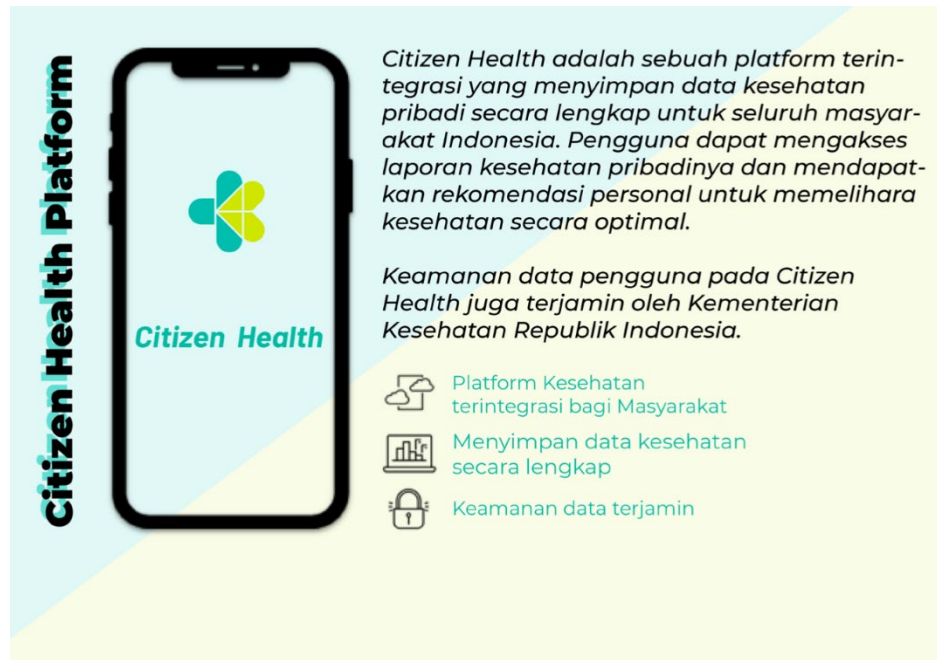 Citizen Health Platform
Citizen Health
Citizen Health adalah sebuah platform terin-
tegrasi yang menyimpan data kesehatan
pribadi secara lengkap untuk seluruh masyar-
akat Indonesia. Pengguna dapat mengakses
laporan kesehatan pribadinya dan mendapat-
kan rekomendasi personal untuk memelihara
kesehatan secara optimal.
Keamanan data pengguna pada Citizen
Health juga terjamin oleh Kementerian
Kesehatan Republik Indonesia.
Platform Kesehatan
terintegrasi bagi Masyarakat
Menyimpan data kesehatan
secara lengkap
Keamanan data terjamin